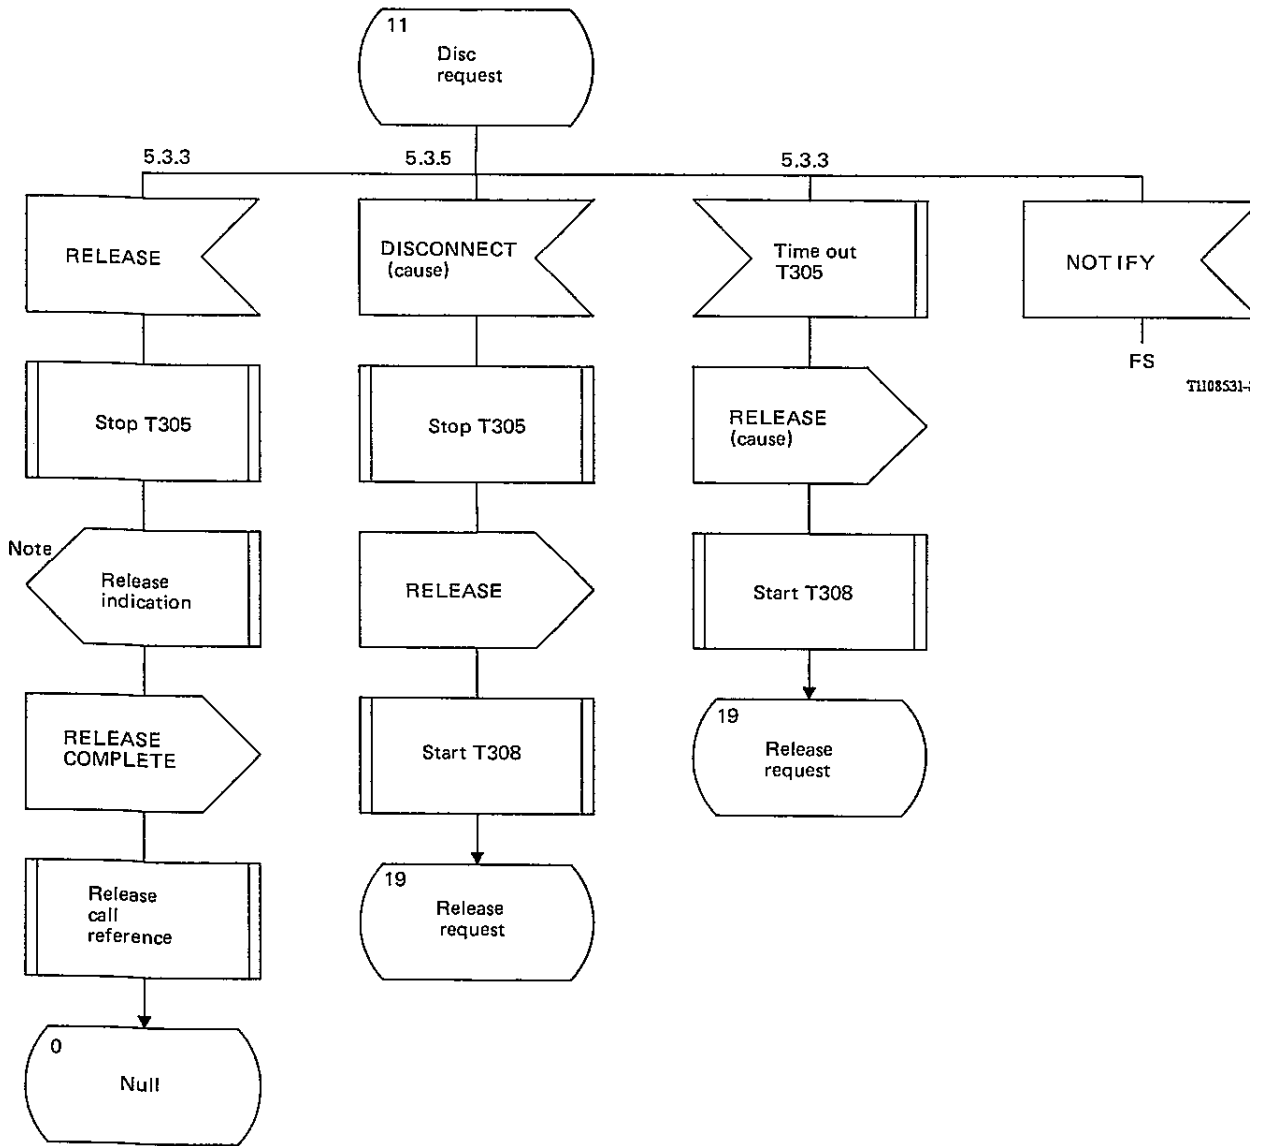 11
Disc
request
5.3.3
5.3.5
5.3.3
RELEASE
DISCONNECT
(cause)
Time out
T305
NOTIFY
FS
Stop T305
Stop T305
RELEASE
(cause)
Note
Release
indication
RELEASE
Start T308
RELEASE
COMPLETE
Start T308
19
Release
request
Release
call
reference
19
Release
request
0
Null